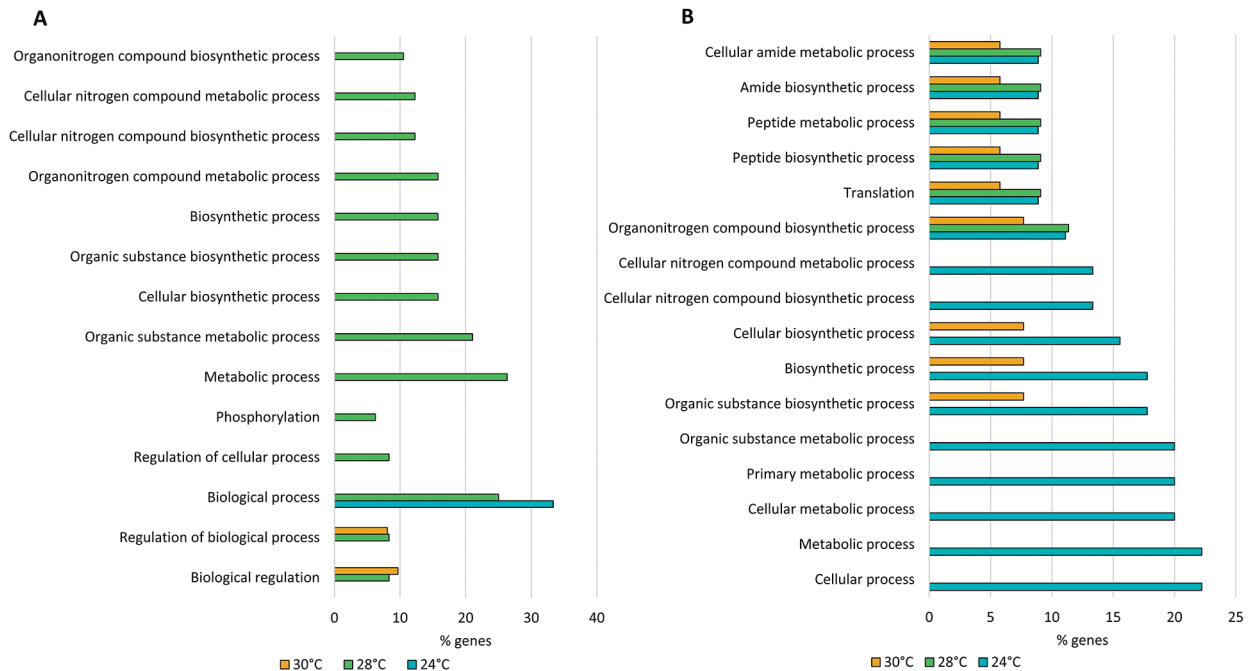 A
Organonitrogen compound biosynthetic process
Cellular nitrogen compound metabolic process
Cellular nitrogen compound biosynthetic process
Organonitrogen compound metabolic process
Biosynthetic process
Organic substance biosynthetic process
Cellular biosynthetic process
Organic substance metabolic process
Metabolic process
Phosphorylation
Regulation of cellular process
Biological process
Regulation of biological process
Biological regulation
0 10 20 30 40
% genes
30°C 28°C 24°C
B
Cellular amide metabolic process
Amide biosynthetic process
Peptide metabolic process
Peptide biosynthetic process
Translation
Organonitrogen compound biosynthetic process
Cellular nitrogen compound metabolic process
Cellular nitrogen compound biosynthetic process
Cellular biosynthetic process
Biosynthetic process
Organic substance biosynthetic process
Organic substance metabolic process
Primary metabolic process
Cellular metabolic process
Metabolic process
Cellular process
0 5 10 15 20 25
% genes
30°C 28°C 24°C